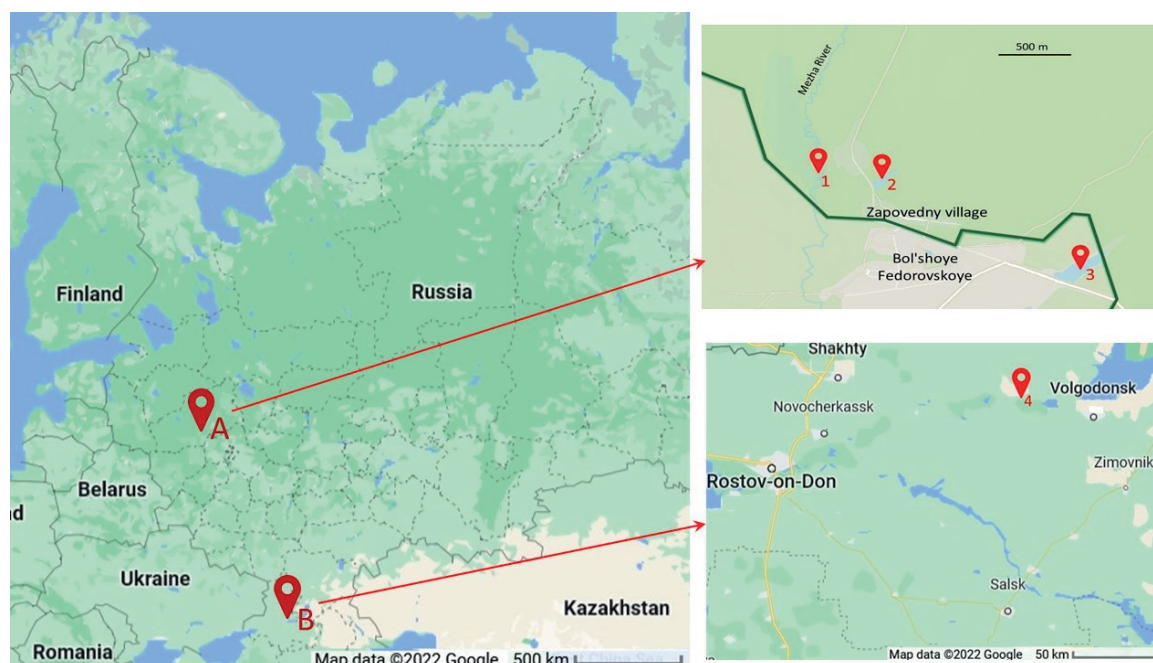 Finland
Russia
A
Belarus
d
Ukraine
B
Kazakhstan
Romania
Map data ©2022 Google 500 km
500 m
Mezha River
1
2
Zapovedny village
Bol'shoye
Fedorovskoye
3
Shakhty
4
Volgodonsk
Novocherkassk
Zimovnik
Rostov-on-Don
Salsk
Map data ©2022 Google 50 km